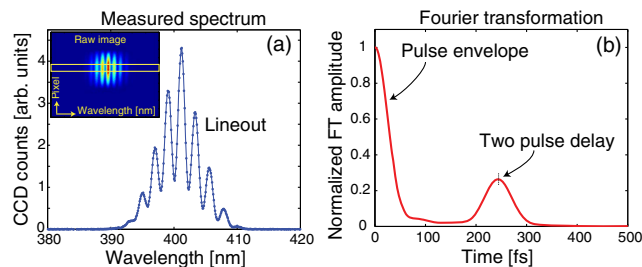 Measured spectrum
Fourier transformation
Raw image
(a)
(b)
Pulse envelope
Pixel
Wavelength [nm]
Lineout
Two pulse delay
CCD counts [arb. units]
4
3
2
1
0
380
390
400
410
420
Wavelength [nm]
Normalized FT amplitude
1
0.8
0.6
0.4
0.2
0
0
100
200
300
400
500
Time [fs]